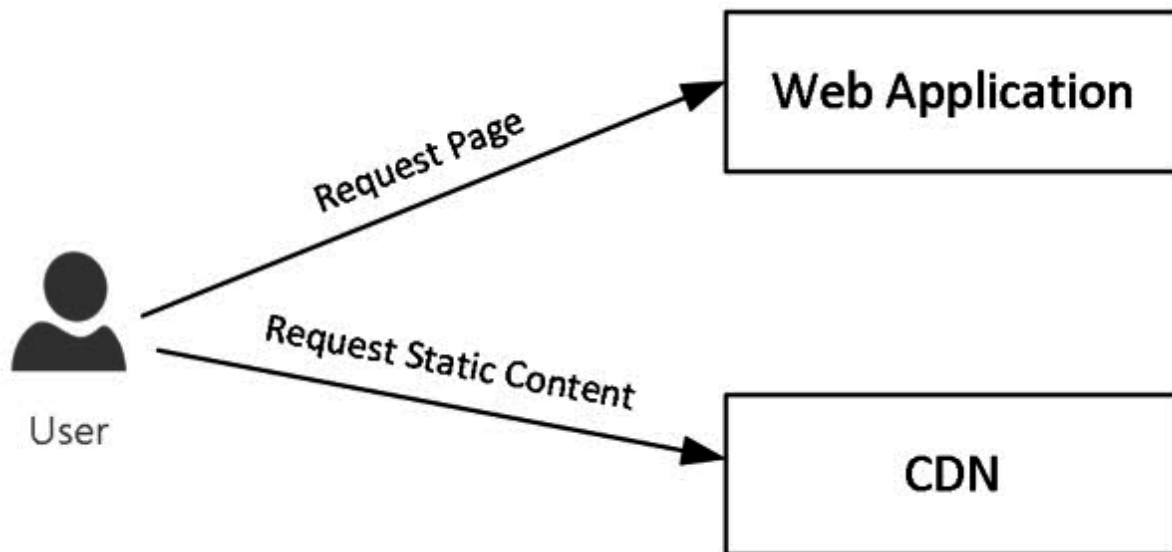 Web Application
Request Page
Request Static Content
User
CDN